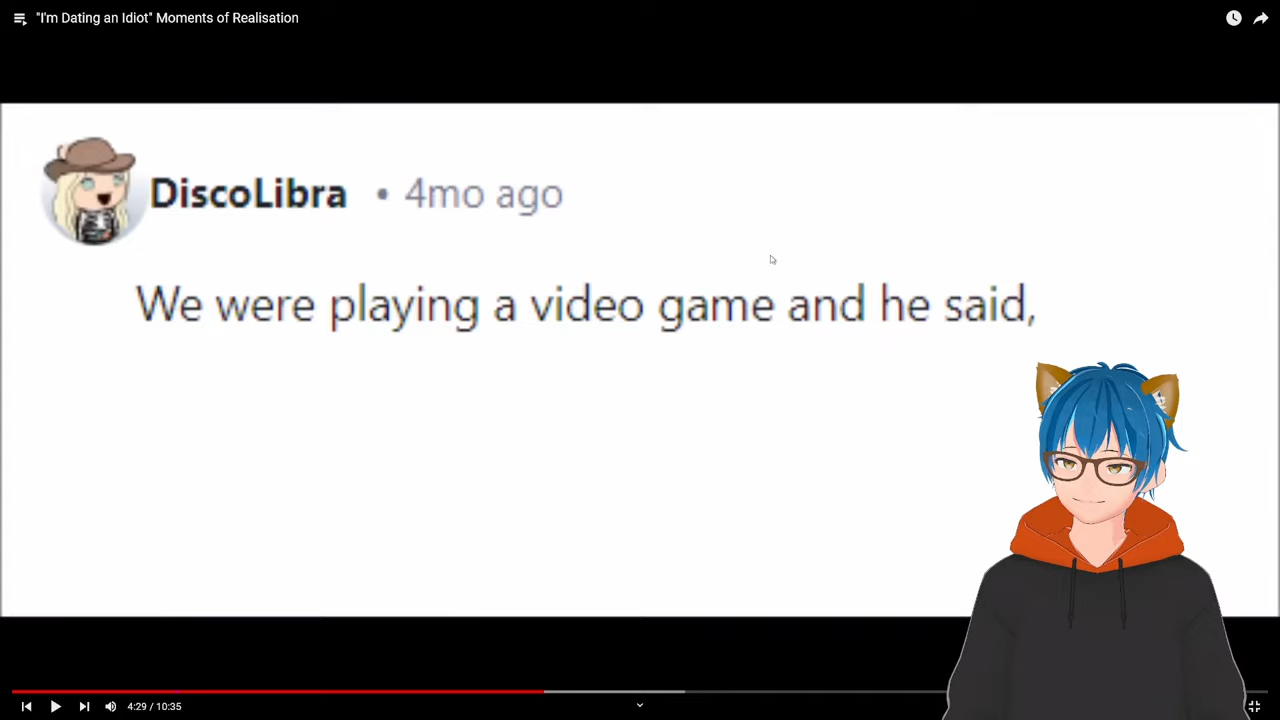 "I'm Dating an Idiot" Moments of Realisation
DiscoLibra • 4mo ago
We were playing a video game and he said,
4:29 / 10:35